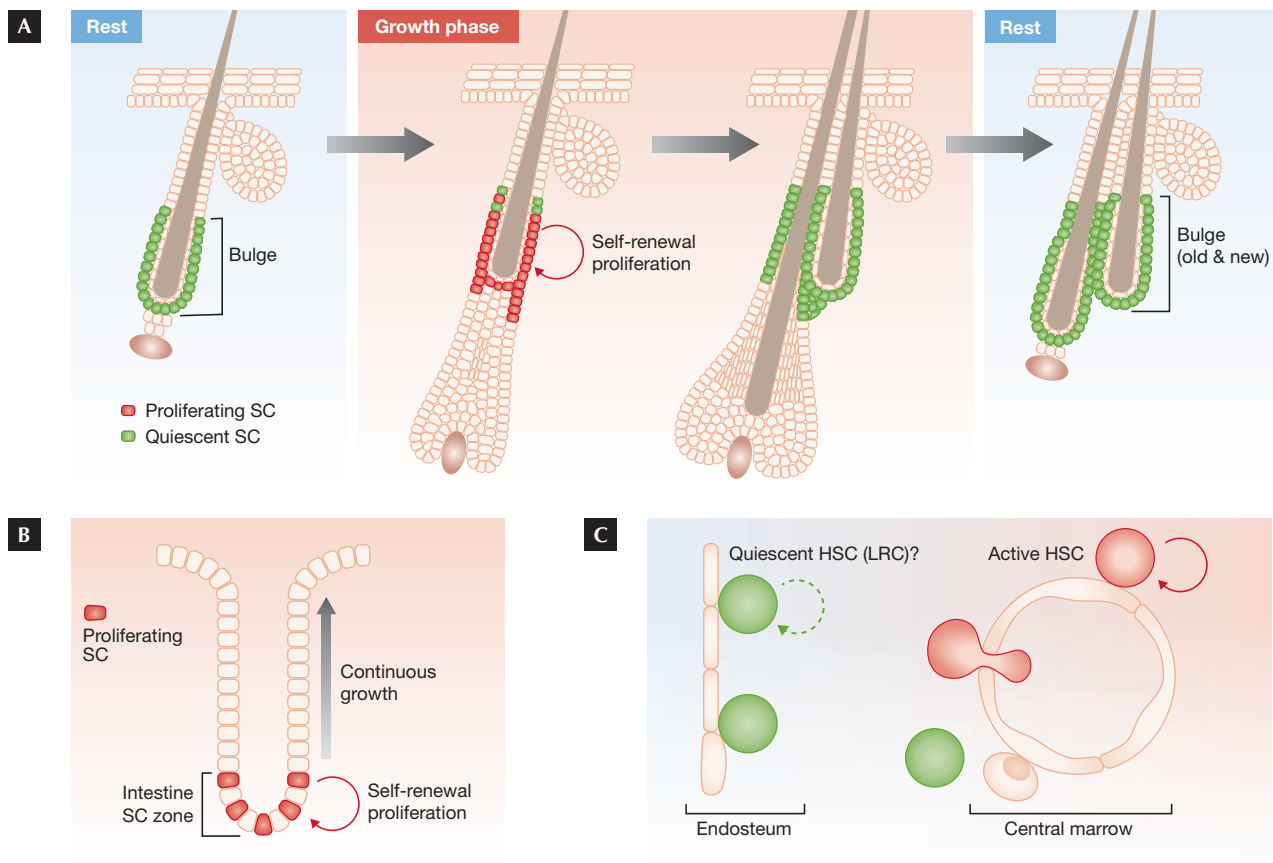 A
Rest
Growth phase
Rest
Bulge
Self-renewal
proliferation
Bulge
(old & new)
Proliferating SC
Quiescent SC
B
Proliferating
SC
Continuous
growth
Intestine
SC zone
Self-renewal
proliferation
C
Quiescent HSC (LRC)?
Active HSC
Endosteum
Central marrow